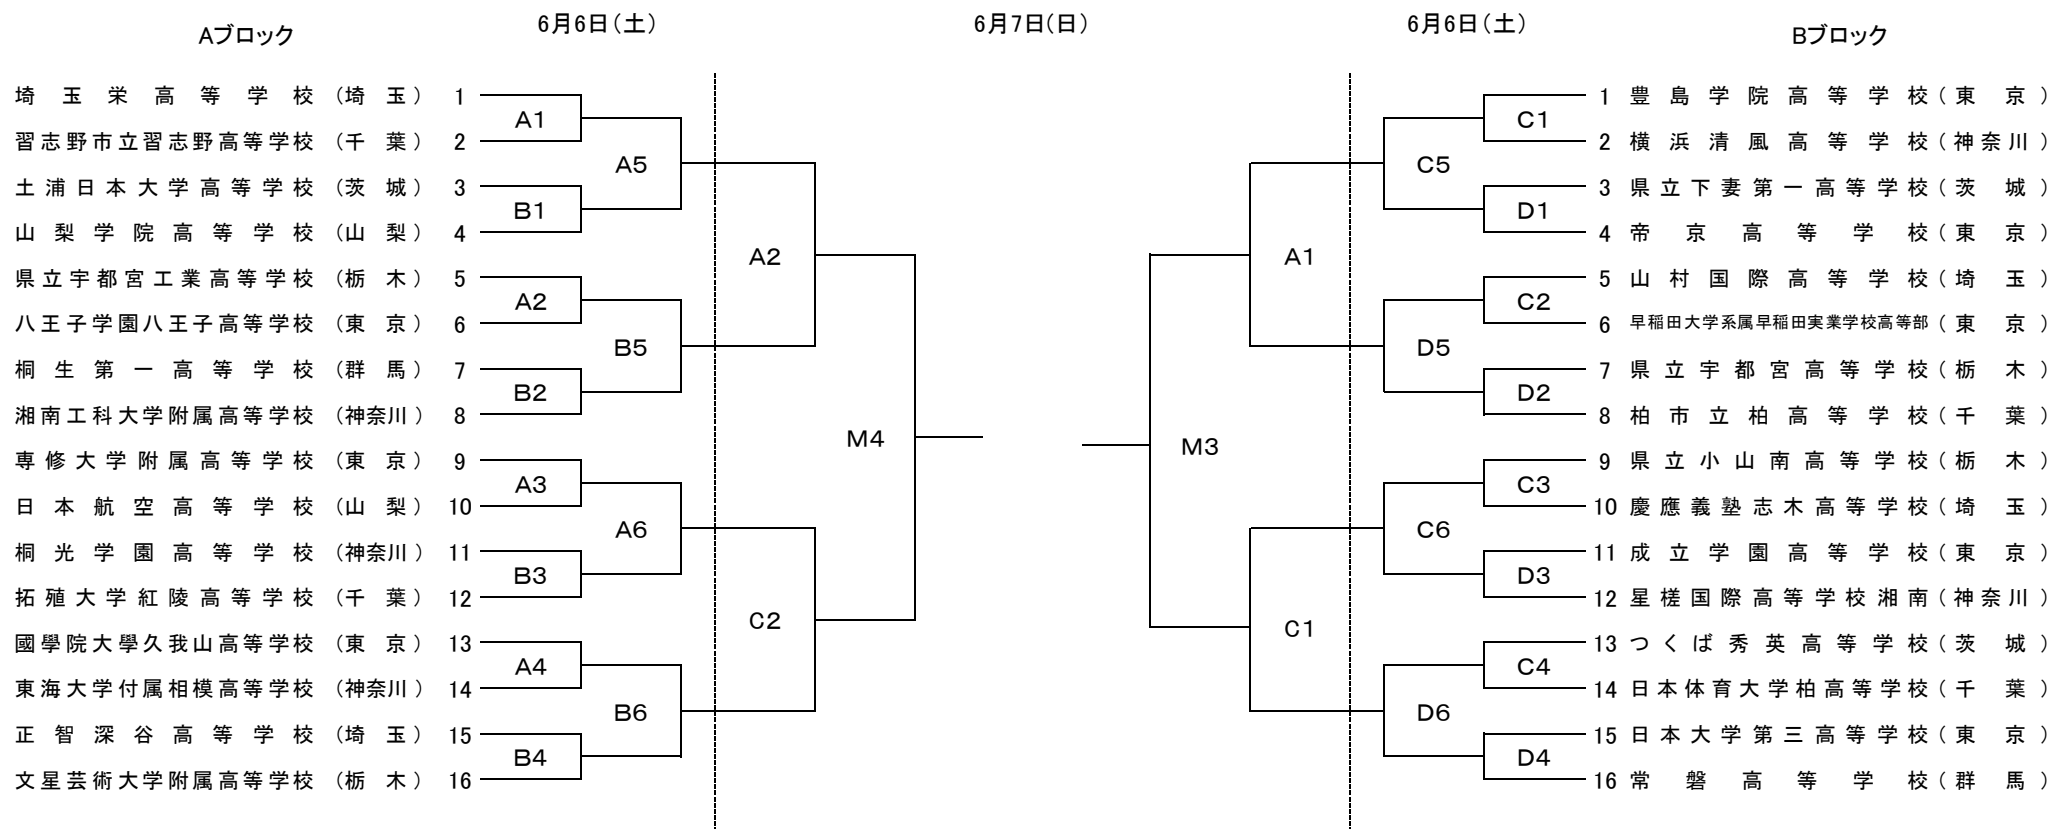 Aブロック 6月6日（土） 6月7日（日） 6月6日（土） Bブロック
埼玉栄高等学校（埼玉） 1 1 豊島学院高等学校（東京）
A1 C1
習志野市立習志野高等学校（千葉） 2 2 横浜清風高等学校（神奈川）
A5 C5
土浦日本大学高等学校（茨城） 3 3 県立下妻第一高等学校（茨城）
B1 D1
山梨学院高等学校（山梨） 4 4 帝京高等学校（東京）
A2 A1
県立宇都宮工業高等学校（栃木） 5 5 山村国際高等学校（埼玉）
A2 C2
八王子学園八王子高等学校（東京） 6 6 早稲田大学系属早稲田実業学校高等部（東京）
B5 D5
桐生第一高等学校（群馬） 7 7 県立宇都宮高等学校（栃木）
B2 D2
湘南工科大学附属高等学校（神奈川） 8 8 柏市立柏高等学校（千葉）
M4 M3
専修大学附属高等学校（東京） 9 9 県立小山南高等学校（栃木）
A3 C3
日本航空高等学校（山梨） 10 10 慶應義塾志木高等学校（埼玉）
A6 C6
桐光学園高等学校（神奈川） 11 11 成立学園高等学校（東京）
B3 D3
拓殖大学紅陵高等学校（千葉） 12 12 星槎国際高等学校湘南（神奈川）
C2 C1
國學院大學久我山高等学校（東京） 13 13 つくば秀英高等学校（茨城）
A4 C4
東海大学付属相模高等学校（神奈川） 14 14 日本体育大学柏高等学校（千葉）
B6 D6
正智深谷高等学校（埼玉） 15 15 日本大学第三高等学校（東京）
B4 D4
文星芸術大学附属高等学校（栃木） 16 16 常磐高等学校（群馬）